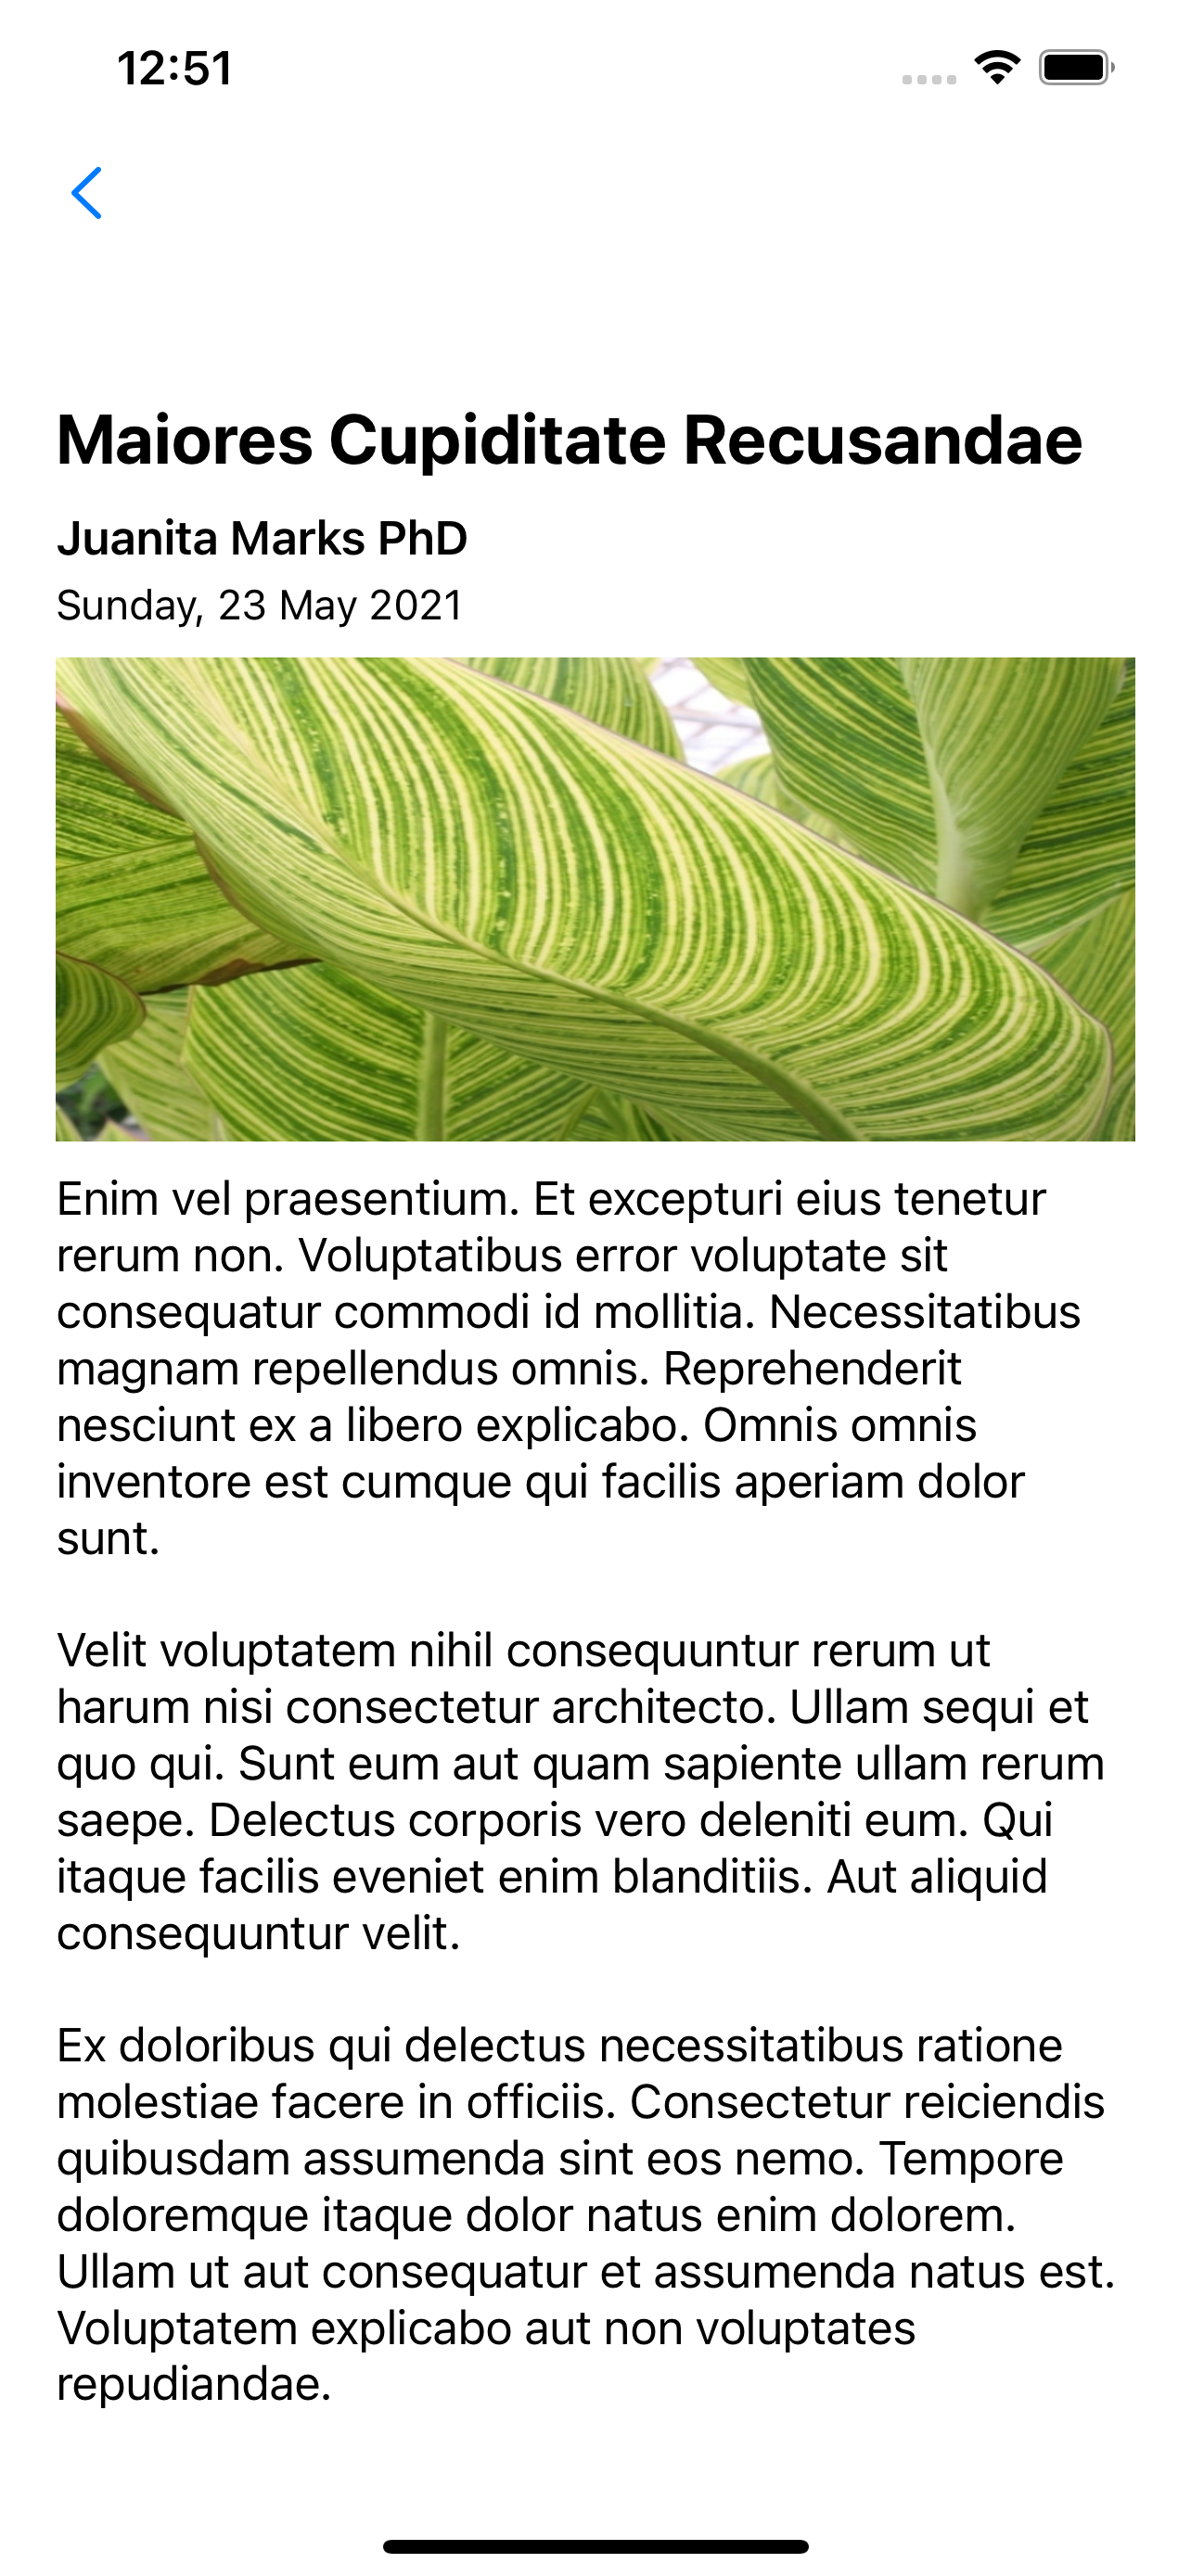 12:51
Maiores Cupiditate Recusandae
Juanita Marks PhD
Sunday, 23 May 2021
Enim vel praesentium. Et excepturi eius tenetur
rerum non. Voluptatibus error voluptate sit
consequatur commodi id mollitia. Necessitatibus
magnam repellendus omnis. Reprehenderit
nesciunt ex a libero explicabo. Omnis omnis
inventore est cumque qui facilis aperiam dolor
sunt.
Velit voluptatem nihil consequuntur rerum ut
harum nisi consectetur architecto. Ullam sequi et
quo qui. Sunt eum aut quam sapiente ullam rerum
saepe. Delectus corporis vero deleniti eum. Qui
itaque facilis eveniet enim blanditiis. Aut aliquid
consequuntur velit.
Ex doloribus qui delectus necessitatibus ratione
molestiae facere in officiis. Consectetur reiciendis
quibusdam assumenda sint eos nemo. Tempore
doloremque itaque dolor natus enim dolorem.
Ullam ut aut consequatur et assumenda natus est.
Voluptatem explicabo aut non voluptates
repudiandae.